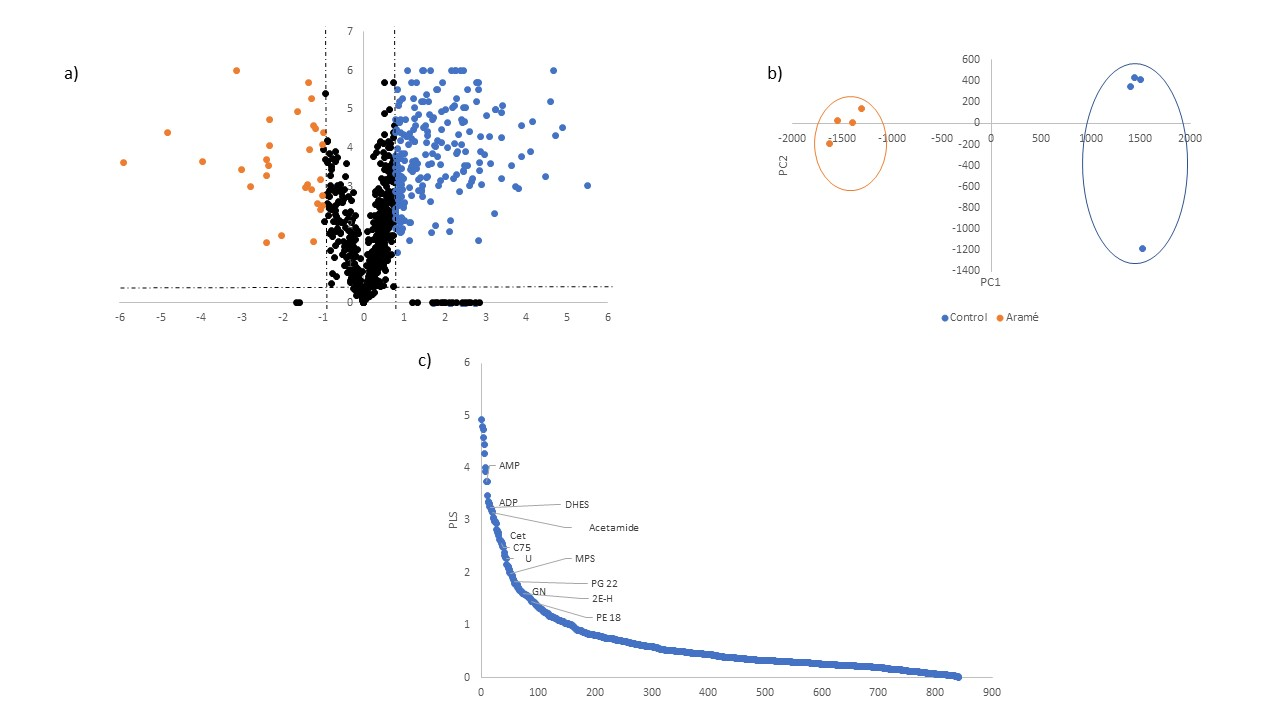 a)
7
6
5
4
3
0
-6 -5 -4 -3 -2 -1 0 1 2 3 4 5 6
b)
600
400
200
0
-200
-400
-600
-800
-1000
-1200
-1400
-2000 -1500 -1000 -500 0 500 1000 1500 2000
PC2
PC1
Control Aramé
c)
6
5
4
3
2
1
0
PLS
AMP
ADP
DHES
Acetamide
Cet
C75
U
MPS
PG 22
GN
2E-H
PE 18
0 100 200 300 400 500 600 700 800 900